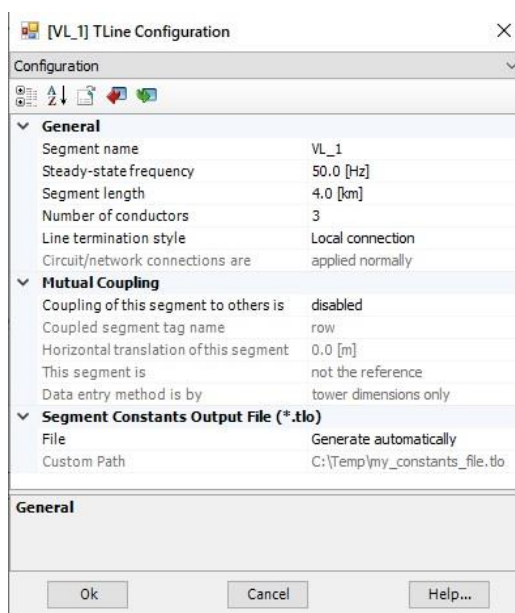 [VL_1] TLine Configuration
Configuration
General
Segment name VL_1
Steady-state frequency 50.0 [Hz]
Segment length 4.0 [km]
Number of conductors 3
Line termination style Local connection
Circuit/network connections are applied normally
Mutual Coupling
Coupling of this segment to others is disabled
Coupled segment tag name row
Horizontal translation of this segment 0.0 [m]
This segment is not the reference
Data entry method is by tower dimensions only
Segment Constants Output File (*.tlo)
File Generate automatically
Custom Path C:\Temp\my_constants_file.tlo
General
Ok Cancel Help...